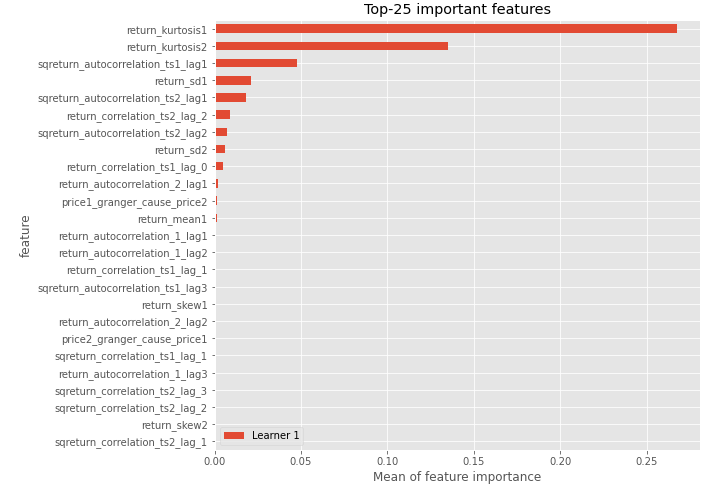 Top-25 important features
return_kurtosis1
return_kurtosis2
sqreturn_autocorrelation_ts1_lag1
return_sd1
sqreturn_autocorrelation_ts2_lag1
return_correlation_ts2_lag_2
sqreturn_autocorrelation_ts2_lag2
return_sd2
return_correlation_ts1_lag_0
return_autocorrelation_2_lag1
price1_granger_cause_price2
return_mean1
return_autocorrelation_1_lag1
return_autocorrelation_1_lag2
return_correlation_ts1_lag_1
sqreturn_autocorrelation_ts1_lag3
return_skew1
return_autocorrelation_2_lag2
price2_granger_cause_price1
sqreturn_correlation_ts1_lag_1
return_autocorrelation_1_lag3
sqreturn_correlation_ts2_lag_3
sqreturn_correlation_ts2_lag_2
return_skew2
sqreturn_correlation_ts2_lag_1
feature
Learner 1
0.00 0.05 0.10 0.15 0.20 0.25
Mean of feature importance